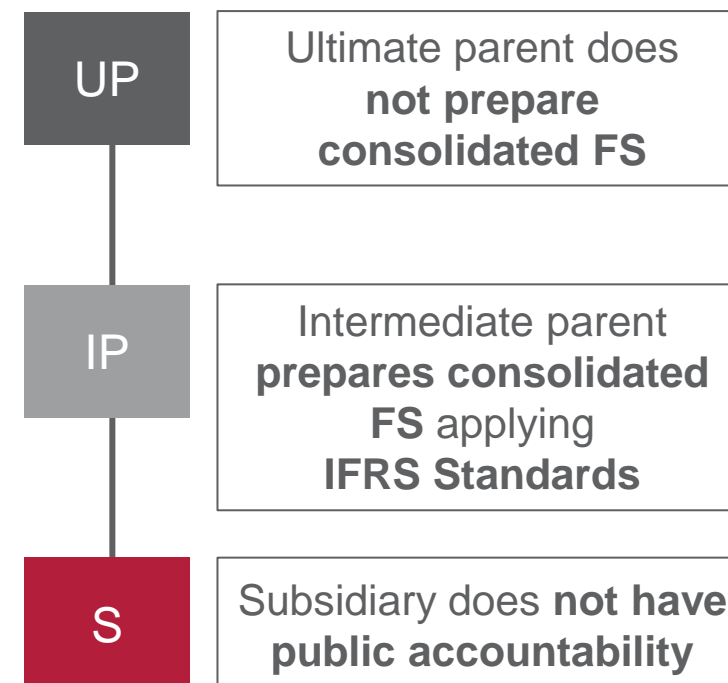 UP
Ultimate parent does
not prepare
consolidated FS
IP
Intermediate parent
prepares consolidated
FS applying
IFRS Standards
S
Subsidiary does not have
public accountability